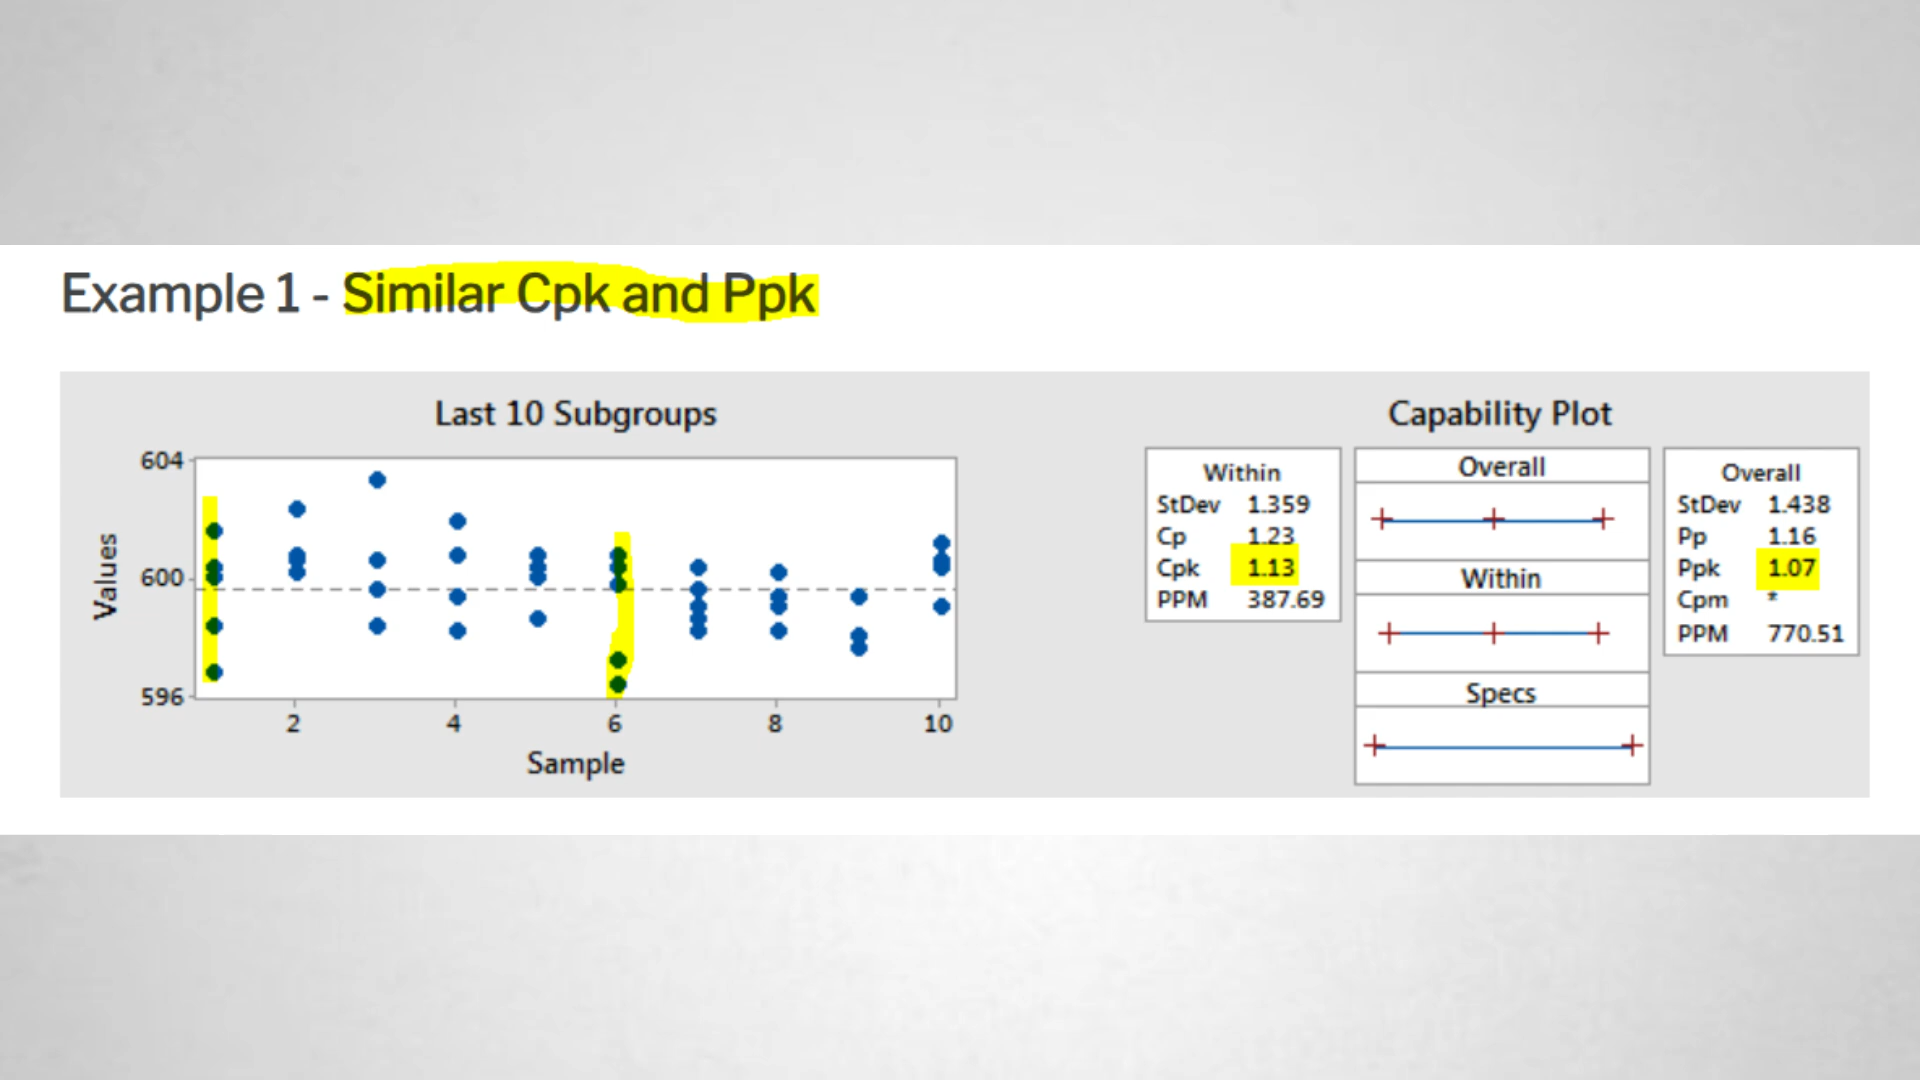 Example 1 - Similar Cpk and Ppk
Last 10 Subgroups
604
600
596
Values
2 4 6 8 10
Sample
Capability Plot
Within
StDev 1.359
Cp 1.23
Cpk 1.13
PPM 387.69
Overall
Within
Specs
Overall
StDev 1.438
Pp 1.16
Ppk 1.07
Cpm *
PPM 770.51